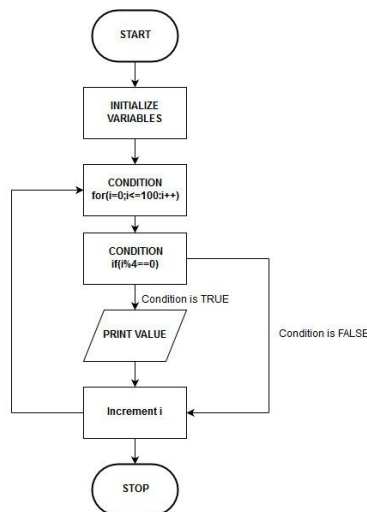 START
INITIALIZE
VARIABLES
CONDITION
for(i=0;i<=100;i++)
CONDITION
if(i%4==0)
Condition is TRUE
PRINT VALUE
Condition is FALSE
Increment i
STOP